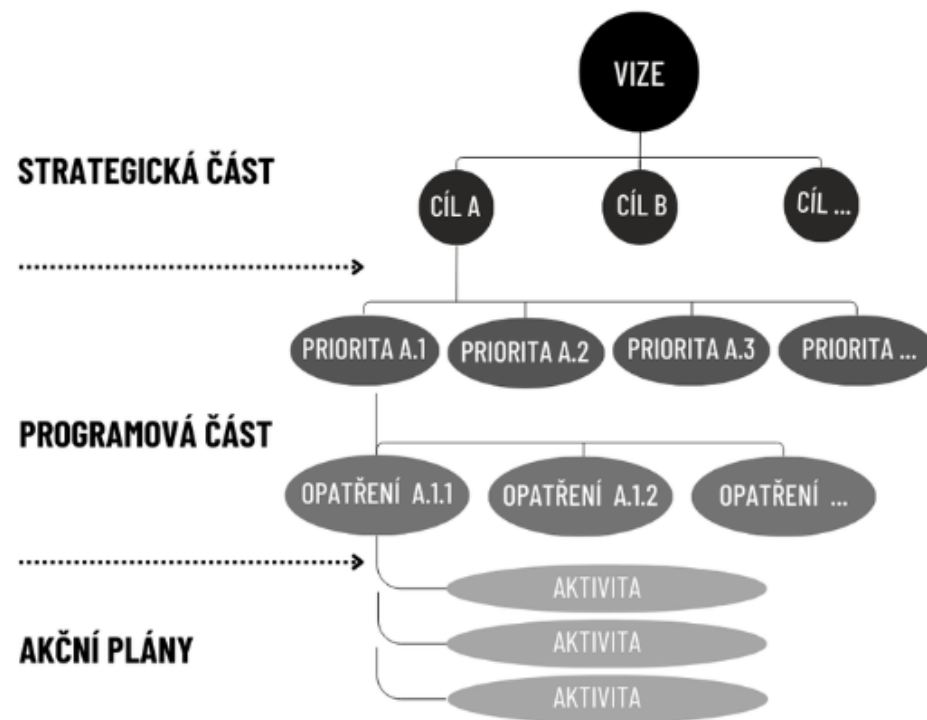 VIZE
STRATEGICKÁ ČÁST
CÍL A
CÍL B
CÍL ...
PRIORITA A.1
PRIORITA A.2
PRIORITA A.3
PRIORITA ...
PROGRAMOVÁ ČÁST
OPATŘENÍ A.1.1
OPATŘENÍ A.1.2
OPATŘENÍ ...
AKTIVITA
AKČNÍ PLÁNY
AKTIVITA
AKTIVITA